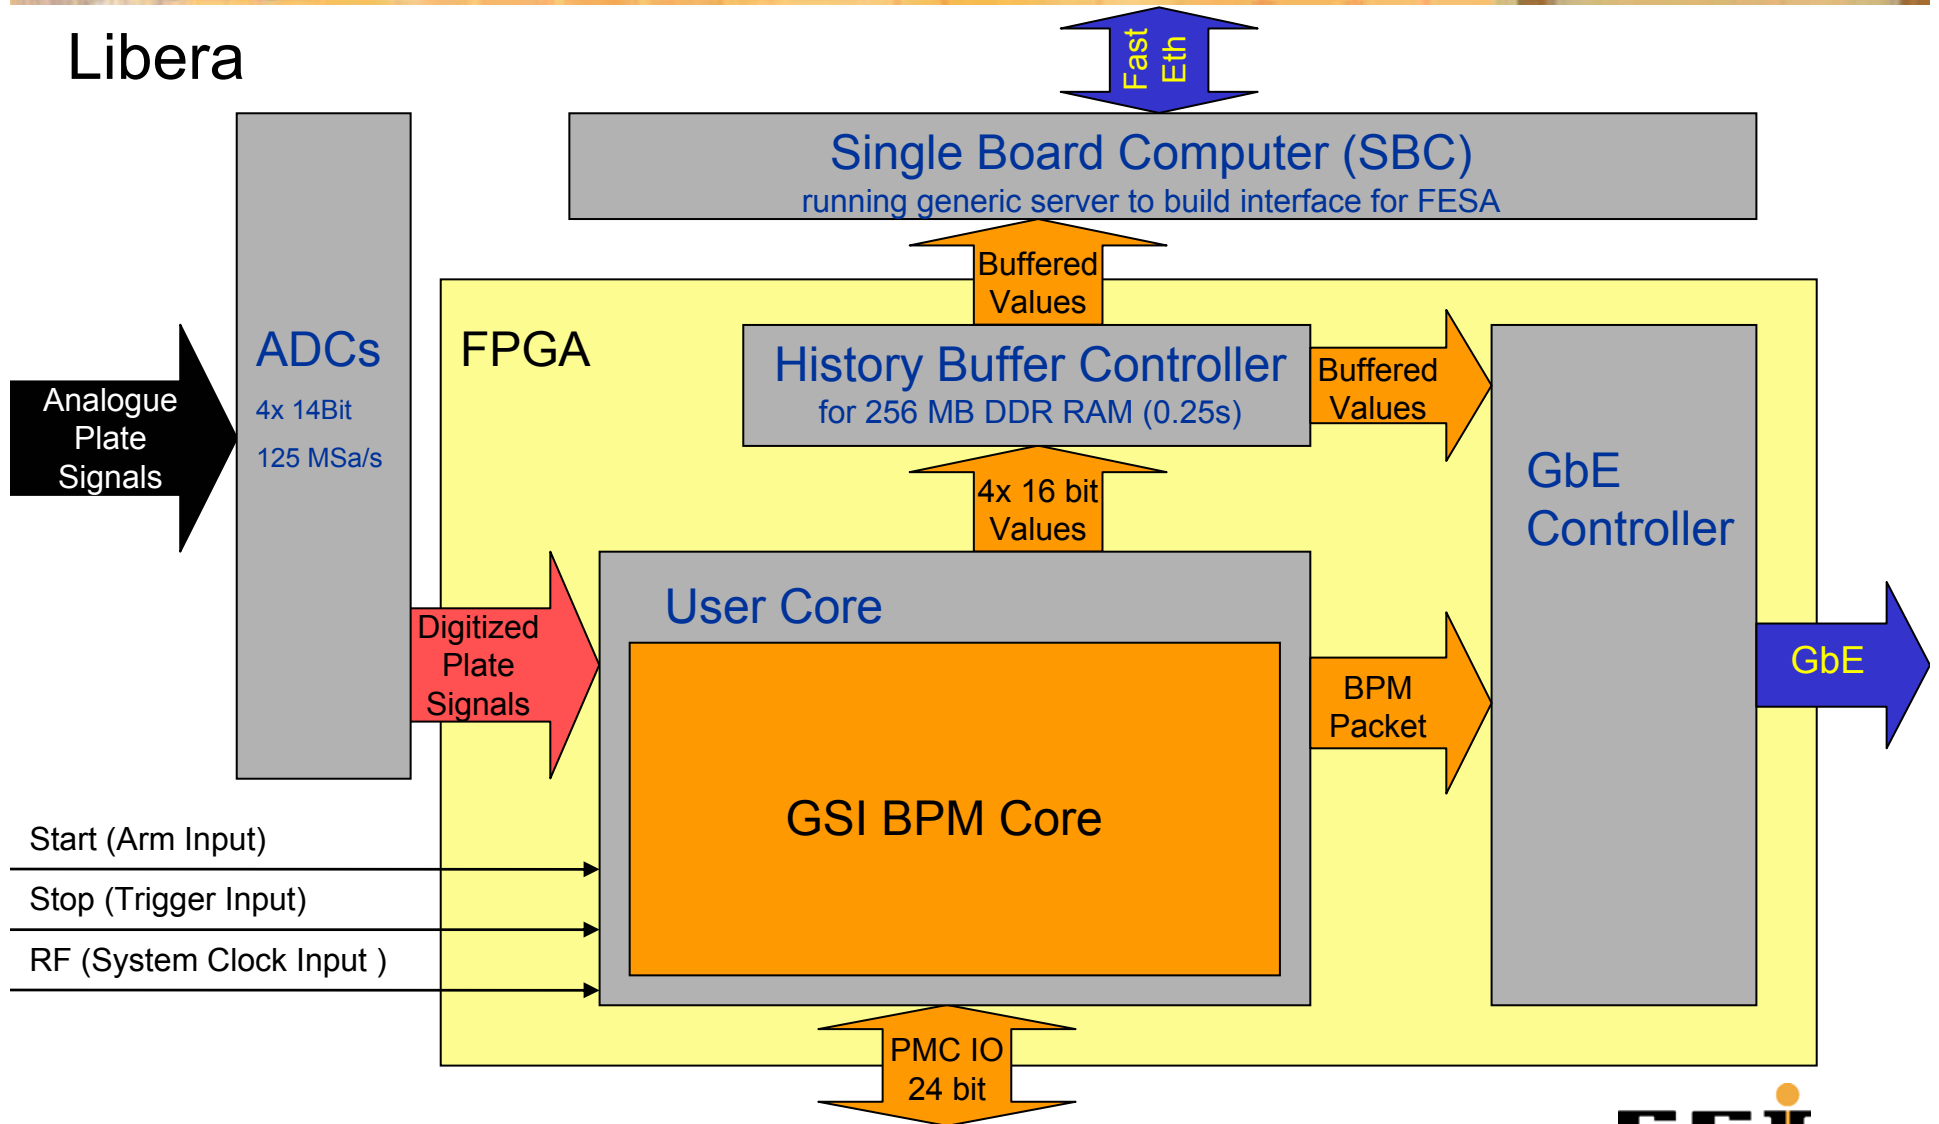 Libera
Fast
Eth
Single Board Computer (SBC)
running generic server to build interface for FESA
Buffered
Values
ADCs
4x 14Bit
125 MSa/s
FPGA
History Buffer Controller
for 256 MB DDR RAM (0.25s)
Buffered
Values
Analogue
Plate
Signals
4x 16 bit
Values
GbE
Controller
User Core
Digitized
Plate
Signals
GbE
BPM
Packet
GSI BPM Core
Start (Arm Input)
Stop (Trigger Input)
RF (System Clock Input )
PMC IO
24 bit